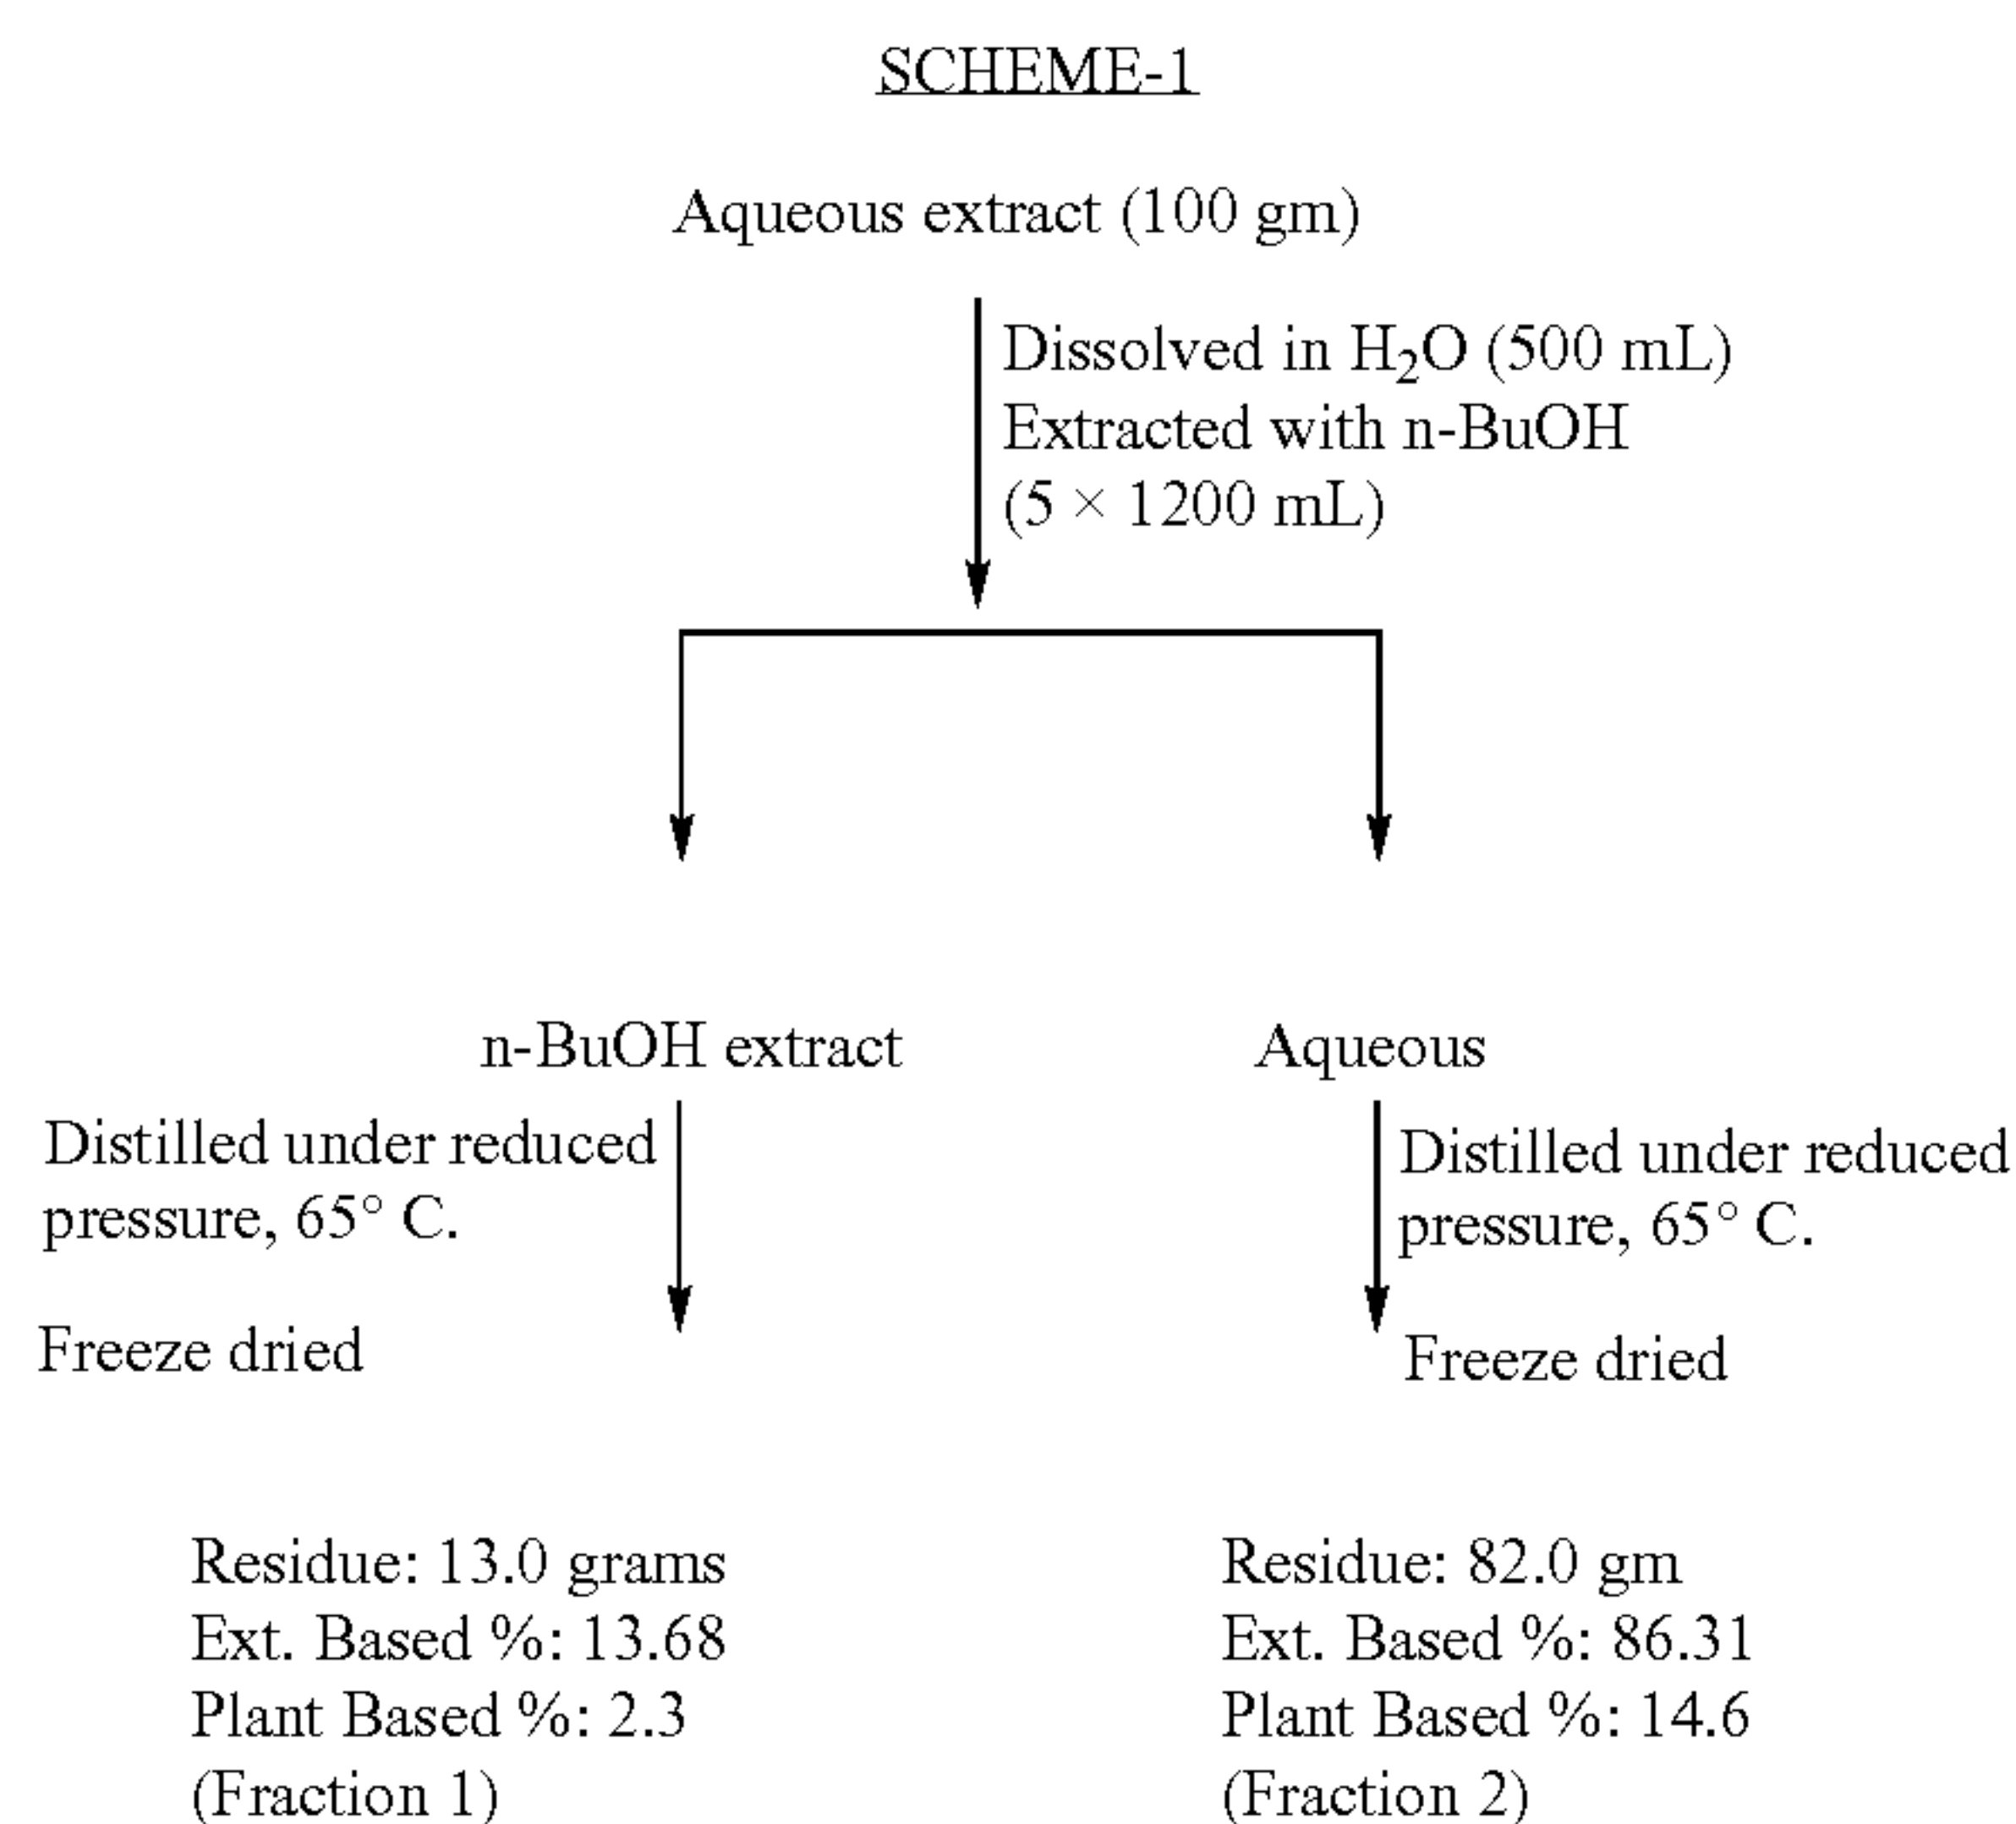 SCHEME-1
Aqueous extract (100 gm)
Dissolved in H₂O (500 mL)
Extracted with n-BuOH
(5 × 1200 mL)
n-BuOH extract
Distilled under reduced
pressure, 65° C.
Freeze dried
Residue: 13.0 grams
Ext. Based %: 13.68
Plant Based %: 2.3
(Fraction 1)
Aqueous
Distilled under reduced
pressure, 65° C.
Freeze dried
Residue: 82.0 gm
Ext. Based %: 86.31
Plant Based %: 14.6
(Fraction 2)